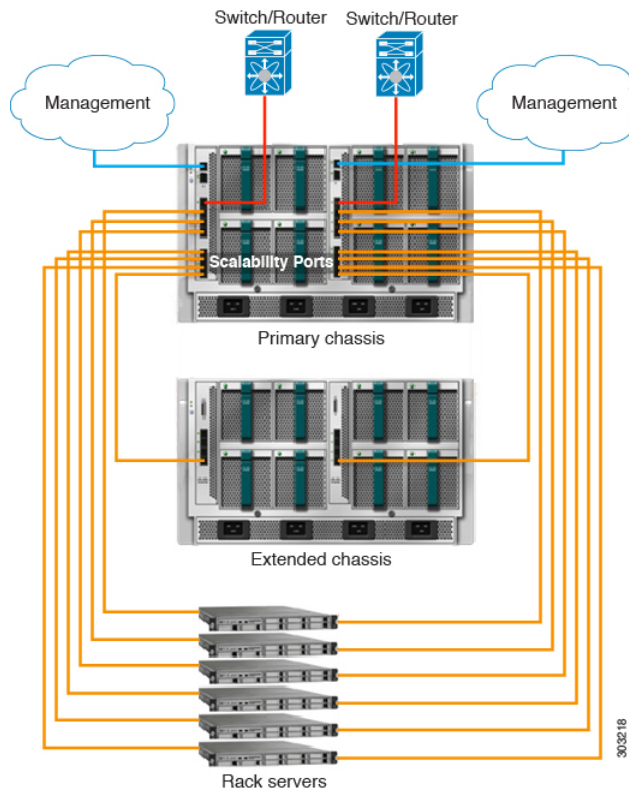 Switch/Router
Switch/Router
Management
Management
Scalability Ports
Primary chassis
Extended chassis
Rack servers
303218